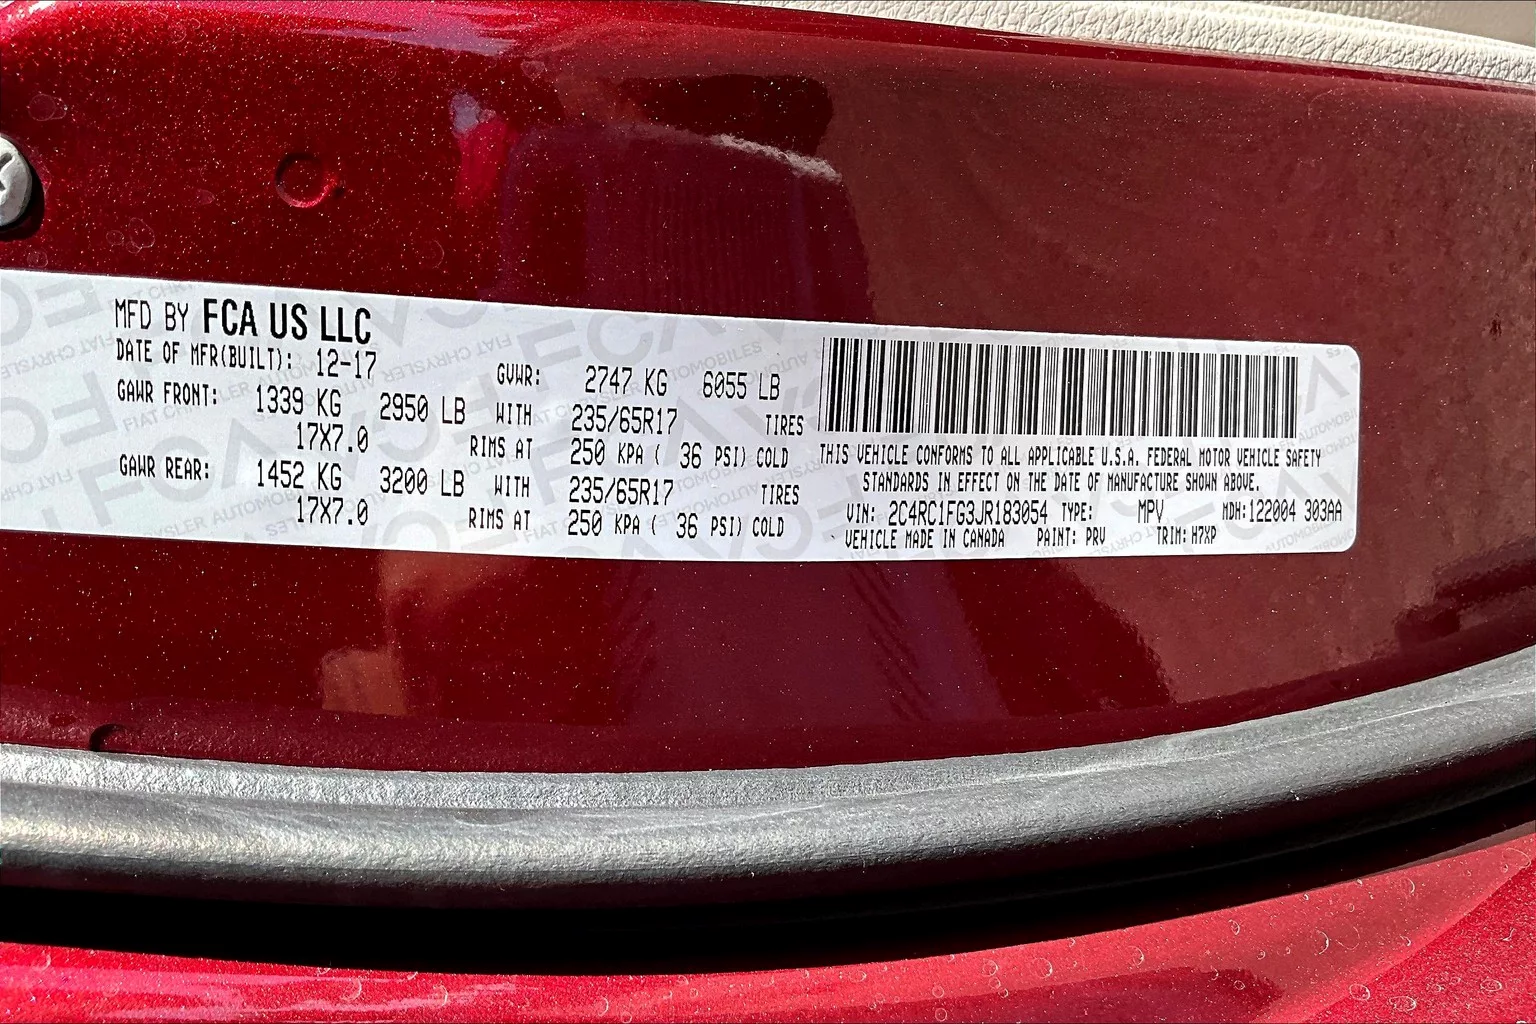 MFD BY FCA US LLC
DATE OF MFR(BUILT): 12-17
GVWR: 2747 KG 6055 LB
GAWR FRONT: 1339 KG 2950 LB WITH 235/65R17 TIRES
17X7.0 RIMS AT 250 KPA ( 36 PSI) COLD
GAWR REAR: 1452 KG 3200 LB WITH 235/65R17 TIRES
17X7.0 RIMS AT 250 KPA ( 36 PSI) COLD
THIS VEHICLE CONFORMS TO ALL APPLICABLE U.S.A. FEDERAL MOTOR VEHICLE SAFETY
STANDARDS IN EFFECT ON THE DATE OF MANUFACTURE SHOWN ABOVE.
VIN: 2C4RC1FG3JR183054 TYPE: MPV MDH:122004 303AA
VEHICLE MADE IN CANADA PAINT: PRV TRIM: H7XP